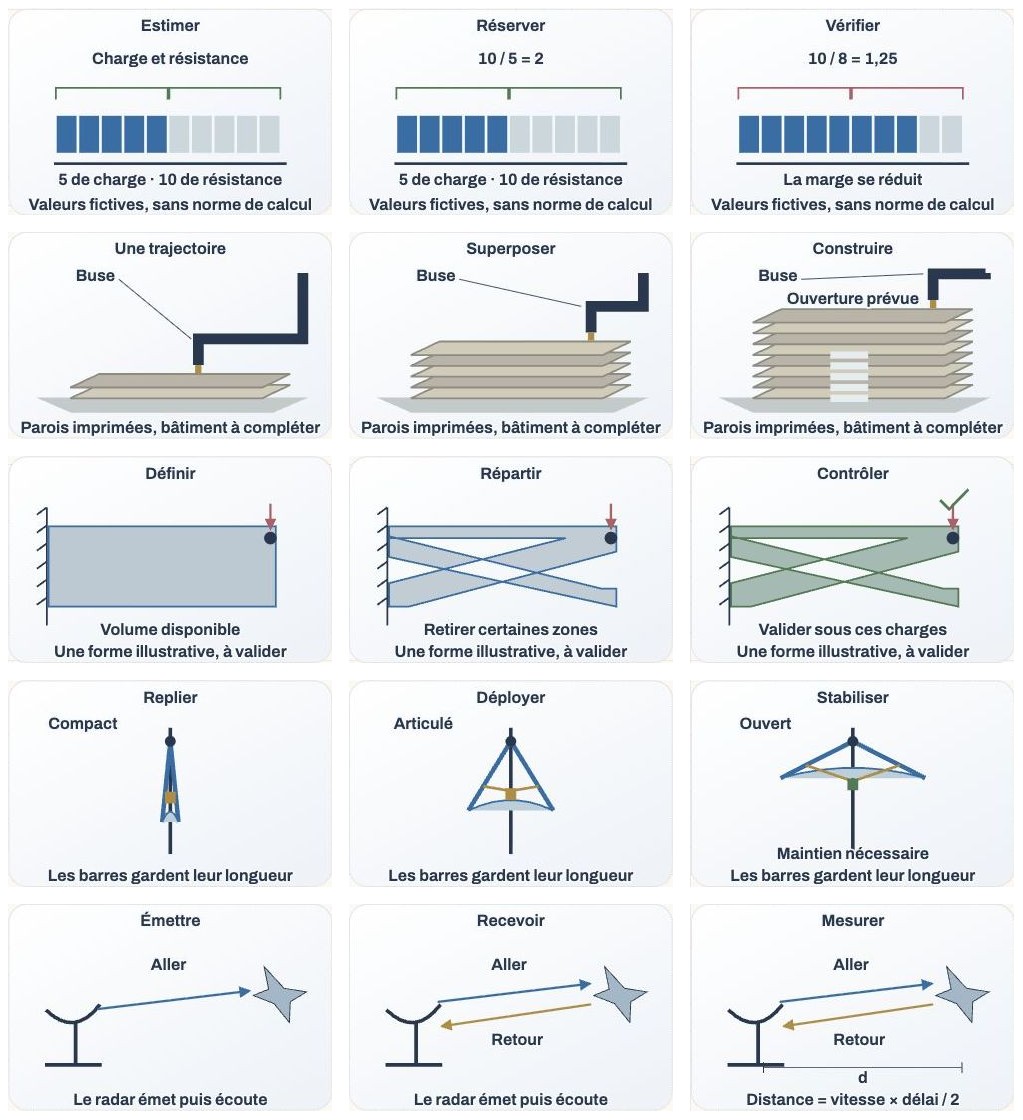 Estimer
Charge et résistance
5 de charge · 10 de résistance
Valeurs fictives, sans norme de calcul
Réserver
10 / 5 = 2
5 de charge · 10 de résistance
Valeurs fictives, sans norme de calcul
Vérifier
10 / 8 = 1,25
La marge se réduit
Valeurs fictives, sans norme de calcul
Une trajectoire
Buse
Parois imprimées, bâtiment à compléter
Superposer
Buse
Parois imprimées, bâtiment à compléter
Construire
Buse
Ouverture prévue
Parois imprimées, bâtiment à compléter
Définir
Volume disponible
Une forme illustrative, à valider
Répartir
Retirer certaines zones
Une forme illustrative, à valider
Contrôler
Valider sous ces charges
Une forme illustrative, à valider
Replier
Compact
Les barres gardent leur longueur
Déployer
Articulé
Les barres gardent leur longueur
Stabiliser
Ouvert
Maintien nécessaire
Les barres gardent leur longueur
Émettre
Aller
Le radar émet puis écoute
Recevoir
Aller
Retour
Le radar émet puis écoute
Mesurer
Aller
Retour
d
Distance = vitesse × délai / 2